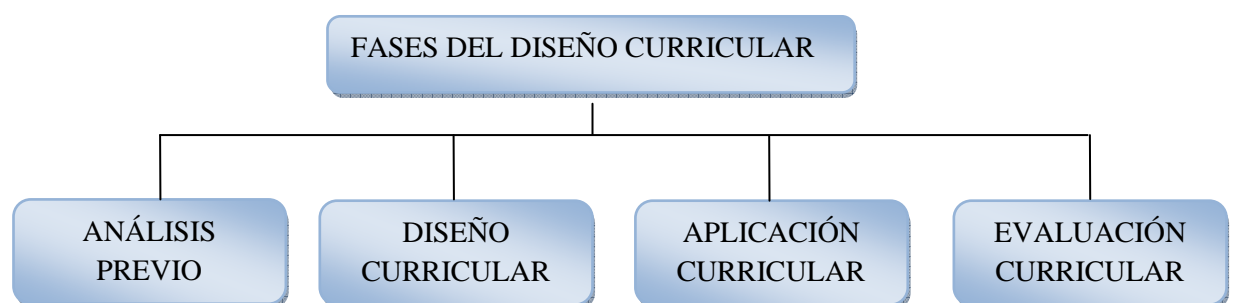 FASES DEL DISEÑO CURRICULAR
ANÁLISIS
PREVIO
DISEÑO
CURRICULAR
APLICACIÓN
CURRICULAR
EVALUACIÓN
CURRICULAR